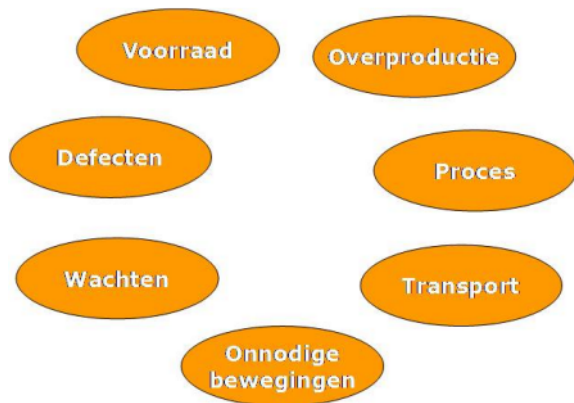 Voorraad
Overproductie
Defecten
Proces
Wachten
Transport
Onnodige
bewegingen